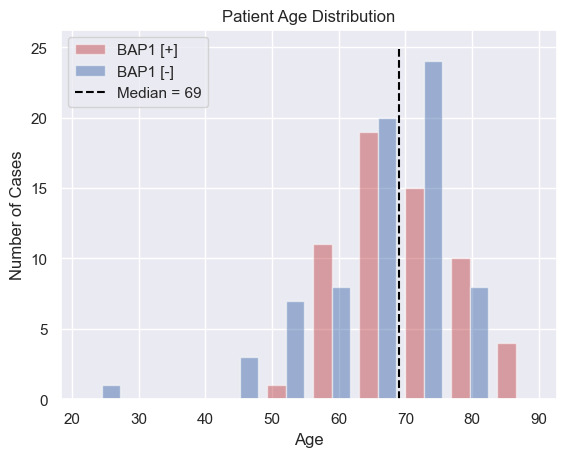 Patient Age Distribution
BAP1 [+]
BAP1 [-]
Median = 69
Number of Cases
25
20
15
10
5
0
20 30 40 50 60 70 80 90
Age